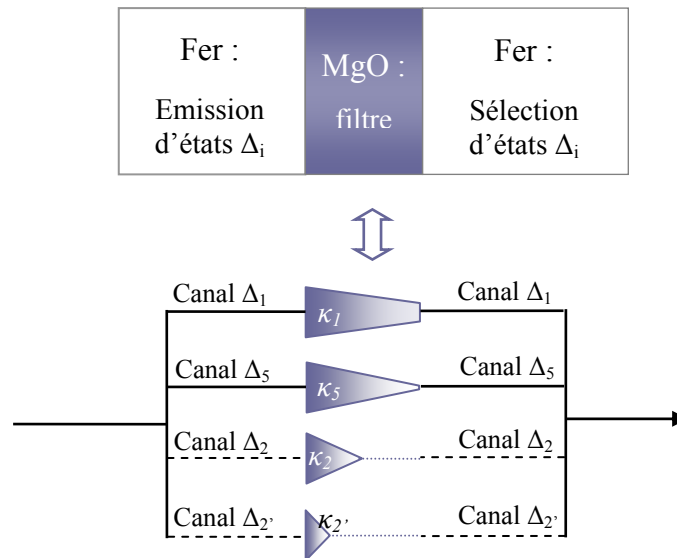 Fer :
Emission
d'états Δi
MgO :
filtre
Fer :
Sélection
d'états Δi
Canal Δ1
κ1
Canal Δ1
Canal Δ5
κ5
Canal Δ5
Canal Δ2
κ2
Canal Δ2
Canal Δ2'
κ2'
Canal Δ2'